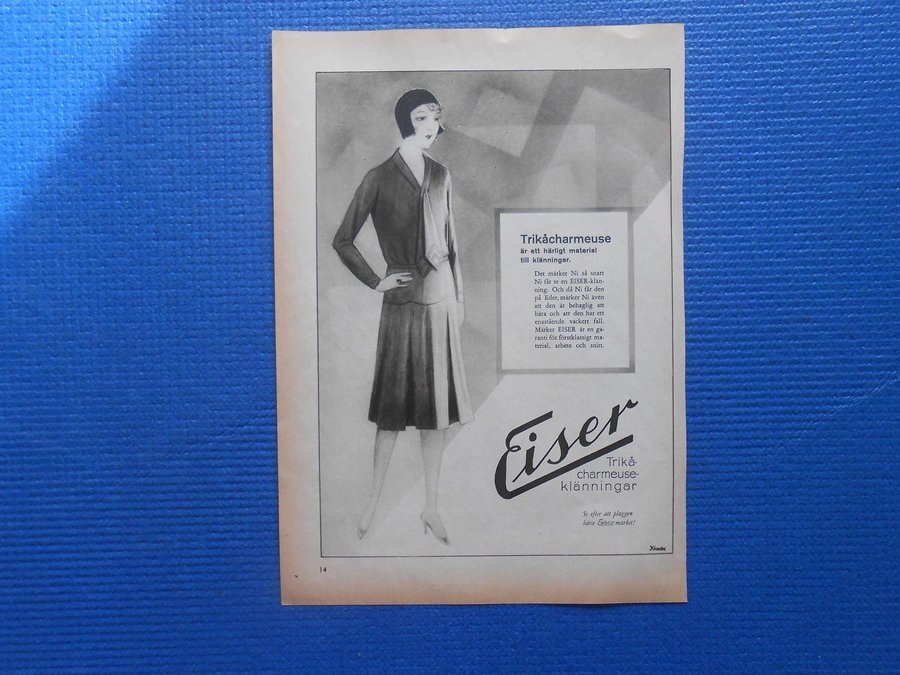 Trikåcharmeuse
är ett härligt material
till klänningar.
Det märker Ni så snart
Ni får se en EISER-klän-
ning. Och då Ni får den
på Eder, märker Ni även
att den är behaglig att
bära och att den har ett
enastående vackert fall.
Märket EISER är en ga-
ranti för förstklassigt ma-
terial, arbete och snitt.
Eiser
Trikå-
charmeuse-
klänningar
Se efter att plaggen
bära Eiser-märket!
14